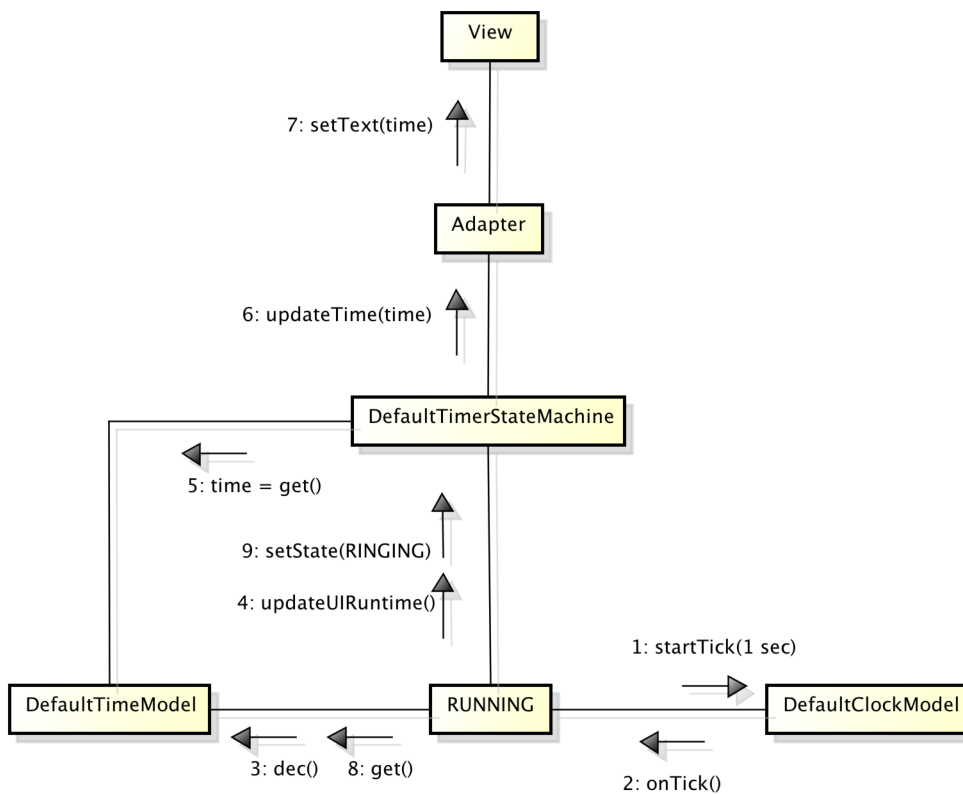 View
7: setText(time)
Adapter
6: updateTime(time)
DefaultTimerStateMachine
5: time = get()
9: setState(RINGING)
4: updateUIRuntime()
1: startTick(1 sec)
DefaultTimeModel
RUNNING
DefaultClockModel
3: dec()
8: get()
2: onTick()